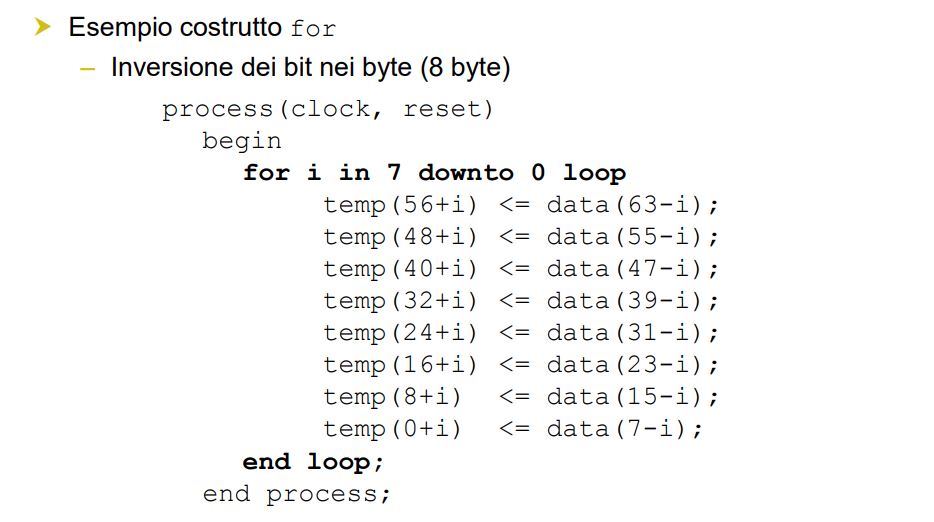 Esempio costrutto for
– Inversione dei bit nei byte (8 byte)
process(clock, reset)
begin
for i in 7 downto 0 loop
temp(56+i) <= data(63-i);
temp(48+i) <= data(55-i);
temp(40+i) <= data(47-i);
temp(32+i) <= data(39-i);
temp(24+i) <= data(31-i);
temp(16+i) <= data(23-i);
temp(8+i) <= data(15-i);
temp(0+i) <= data(7-i);
end loop;
end process;